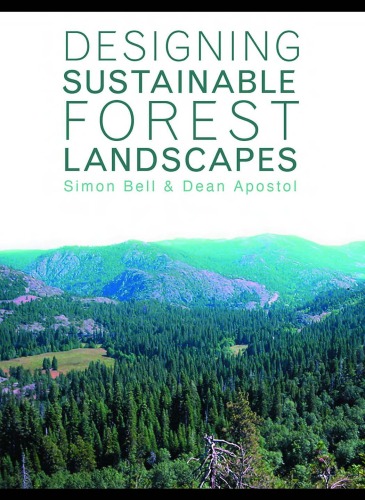 DESIGNING
SUSTAINABLE
FOREST
LANDSCAPES
Simon Bell & Dean Apostol